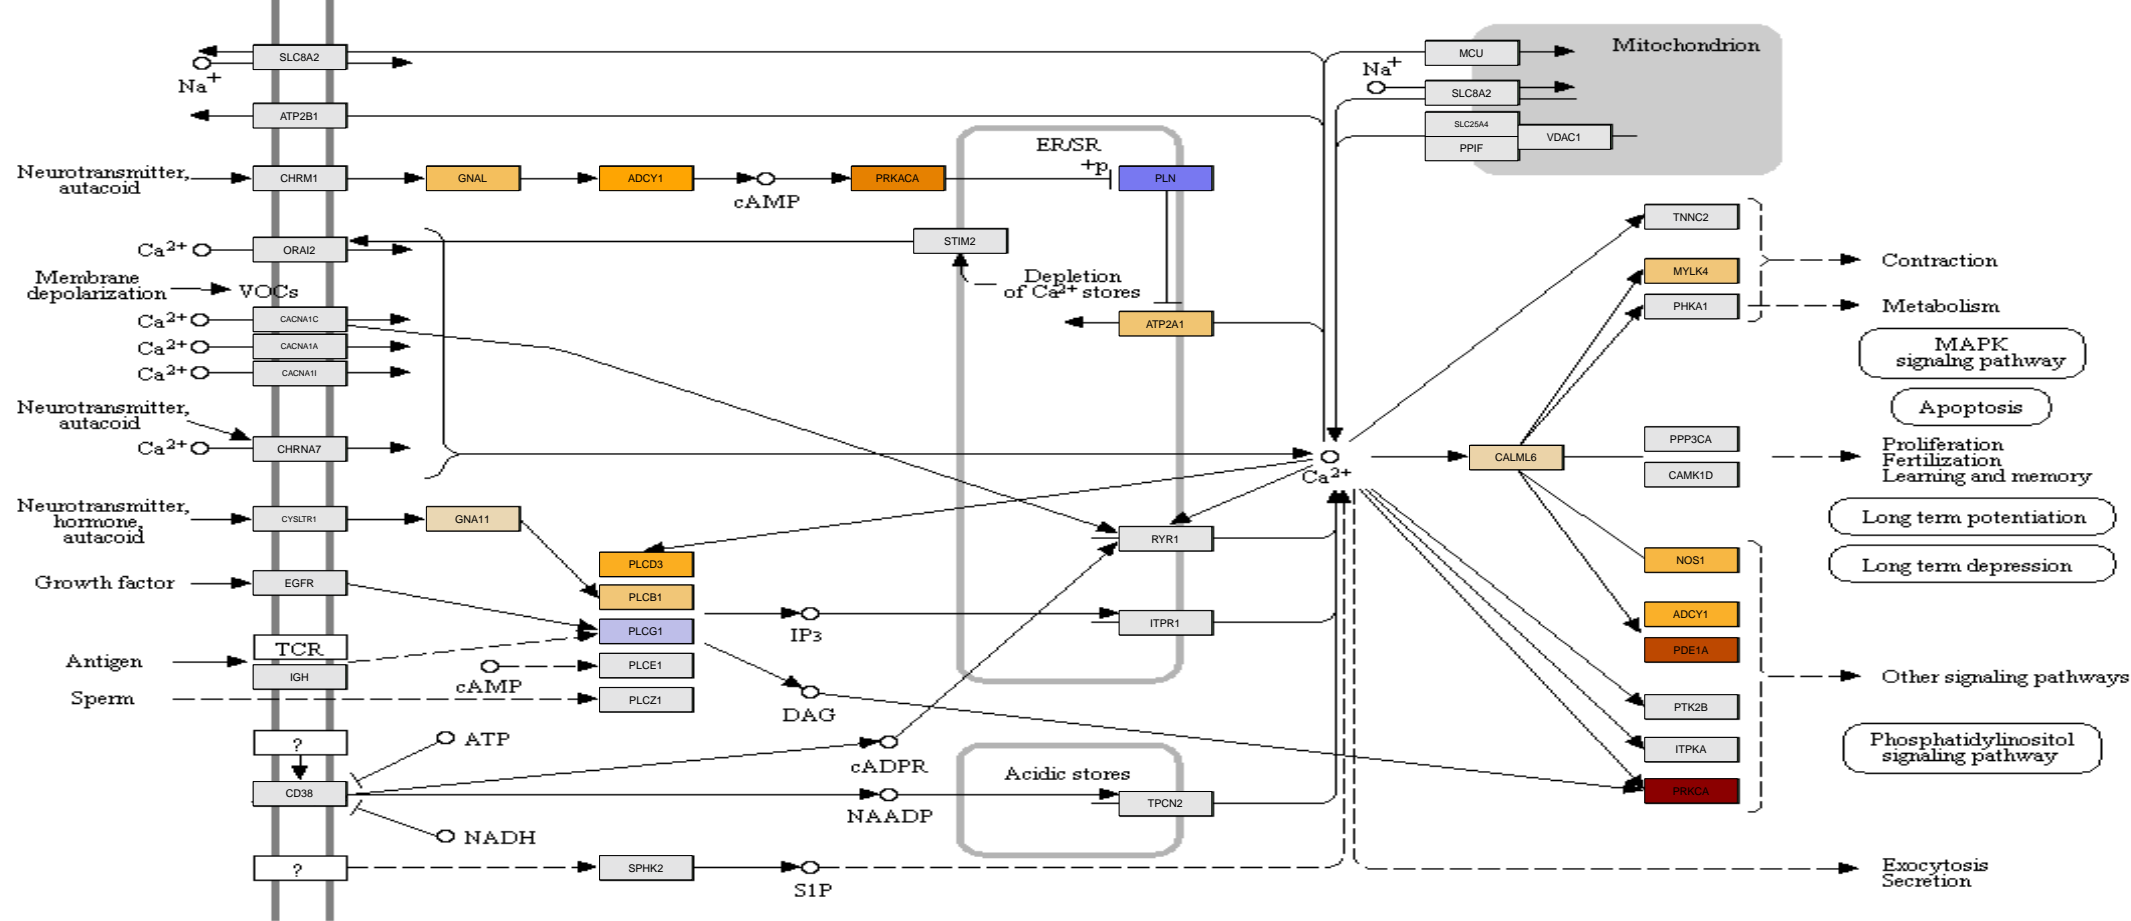 SLC8A2
Na+
ATP2B1
MCU
Mitochondrion
Na+
SLC8A2
SLC25A4
PPIF
VDAC1
Neurotransmitter,
autacoid
CHRM1
GNAL
ADCY1
cAMP
PRKACA
ER/SR
+p
PLN
Ca2+
ORAI2
STIM2
Depletion
of Ca2+ stores
Membrane
depolarization
VOCs
Ca2+
CACNA1C
Ca2+
CACNA1A
Ca2+
CACNA1I
ATP2A1
Neurotransmitter,
autacoid
Ca2+
CHRNA7
Ca2+
CALML6
TNNC2
MYLK4
PHKA1
Contraction
Metabolism
MAPK
signalng pathway
Apoptosis
PPP3CA
CAMK1D
Proliferation
Fertilization
Learning and memory
Long term potentiation
Long term depression
Neurotransmitter,
hormone,
autacoid
CYSLTR1
GNA11
RYR1
Growth factor
EGFR
PLCD3
PLCB1
PLCG1
PLCE1
PLCZ1
IP3
ITPR1
Antigen
TCR
IGH
cAMP
Sperm
DAG
NOS1
ADCY1
PDE1A
PTK2B
ITPKA
PRKCA
Other signaling pathways
Phosphatidylinositol
signaling pathway
?
ATP
CD38
NADH
cADPR
NAADP
Acidic stores
TPCN2
?
SPHK2
S1P
Exocytosis
Secretion